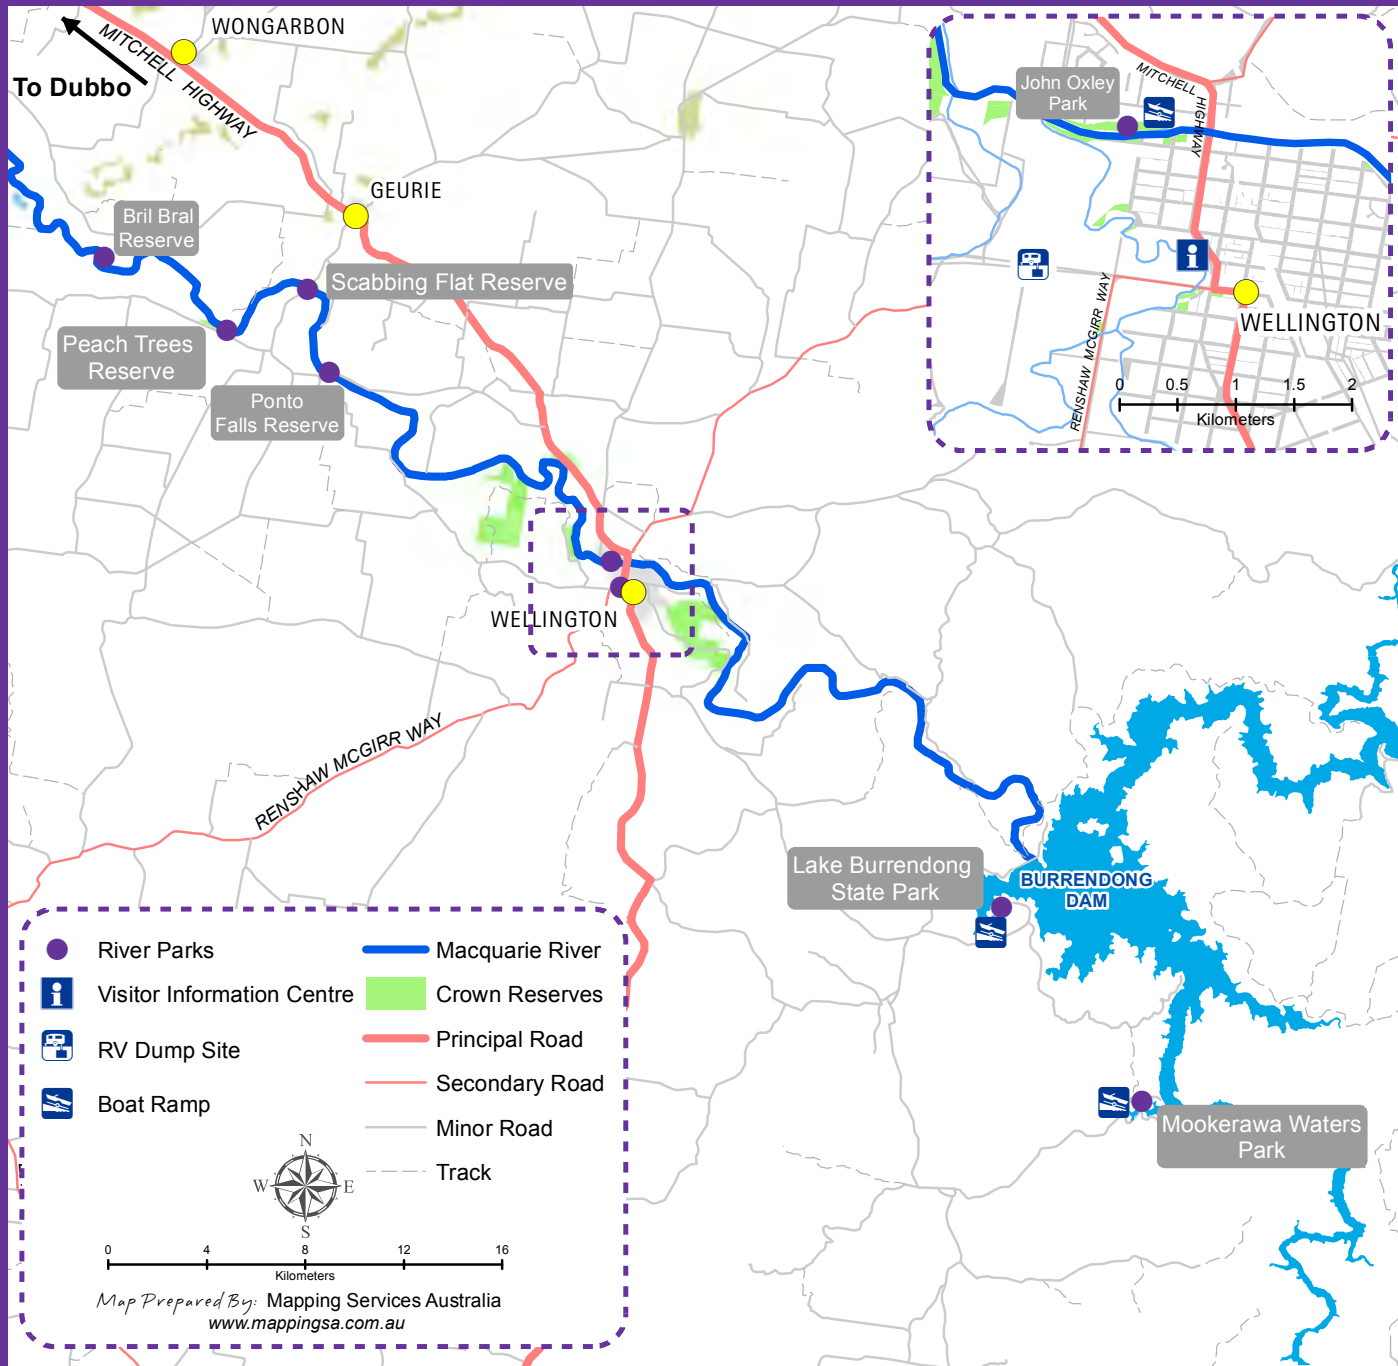 WONGARBON
MITCHELL HIGHWAY
To Dubbo
GEURIE
Bril Bral
Reserve
Scabbing Flat Reserve
Peach Trees
Reserve
Ponto
Falls Reserve
WELLINGTON
RENSHAW MCGIRR WAY
Lake Burrendong
State Park
BURRENDONG
DAM
Mookerawa Waters
Park
John Oxley
Park
MITCHELL HIGHWAY
WELLINGTON
RENSHAW MCGIRR WAY
0 0.5 1 1.5 2
Kilometers
River Parks
Visitor Information Centre
RV Dump Site
Boat Ramp
Macquarie River
Crown Reserves
Principal Road
Secondary Road
Minor Road
Track
N
W E
S
0 4 8 12 16
Kilometers
Map Prepared By: Mapping Services Australia
www.mappingsa.com.au